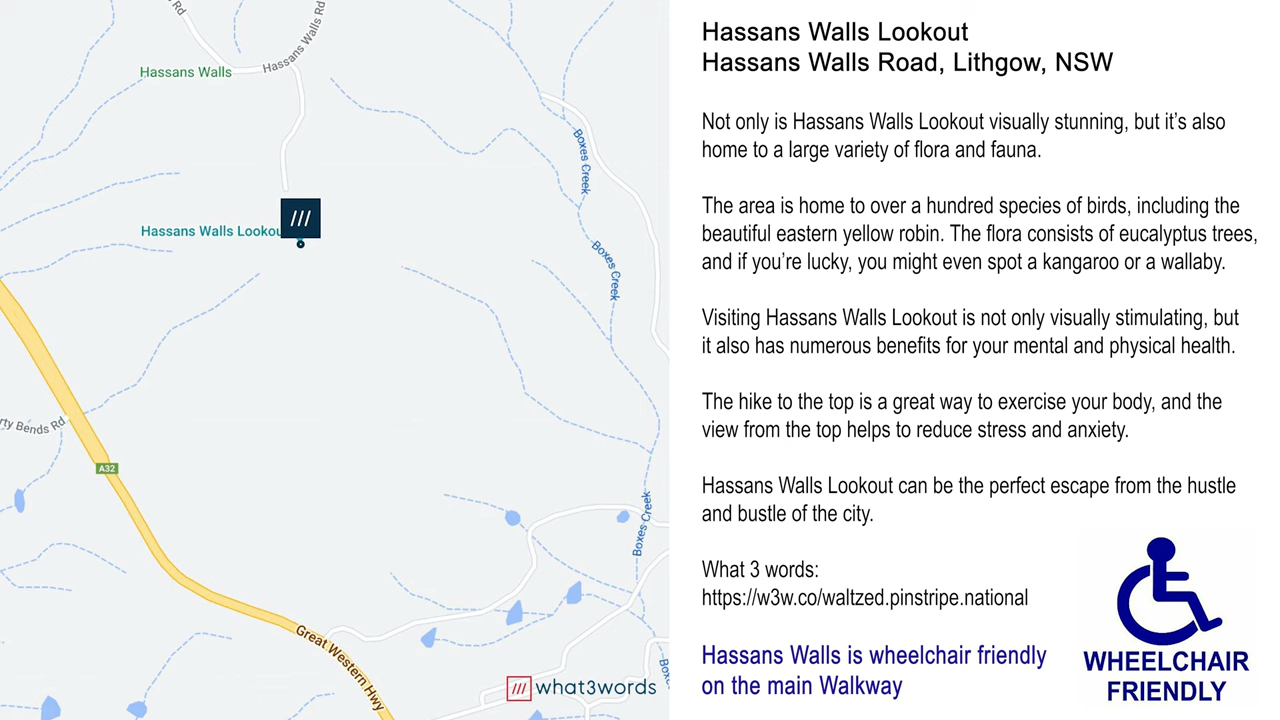 Rd
Hassans Walls Rd
Hassans Walls
Boxes Creek
Hassans Walls Lookou
///
Boxes Creek
rty Bends Rd
A32
Boxes Creek
Great Western Hwy
Boxe
/// what3words
Hassans Walls Lookout
Hassans Walls Road, Lithgow, NSW
Not only is Hassans Walls Lookout visually stunning, but it’s also
home to a large variety of flora and fauna.
The area is home to over a hundred species of birds, including the
beautiful eastern yellow robin. The flora consists of eucalyptus trees,
and if you’re lucky, you might even spot a kangaroo or a wallaby.
Visiting Hassans Walls Lookout is not only visually stimulating, but
it also has numerous benefits for your mental and physical health.
The hike to the top is a great way to exercise your body, and the
view from the top helps to reduce stress and anxiety.
Hassans Walls Lookout can be the perfect escape from the hustle
and bustle of the city.
What 3 words:
https://w3w.co/waltzed.pinstripe.national
Hassans Walls is wheelchair friendly
on the main Walkway
WHEELCHAIR
FRIENDLY